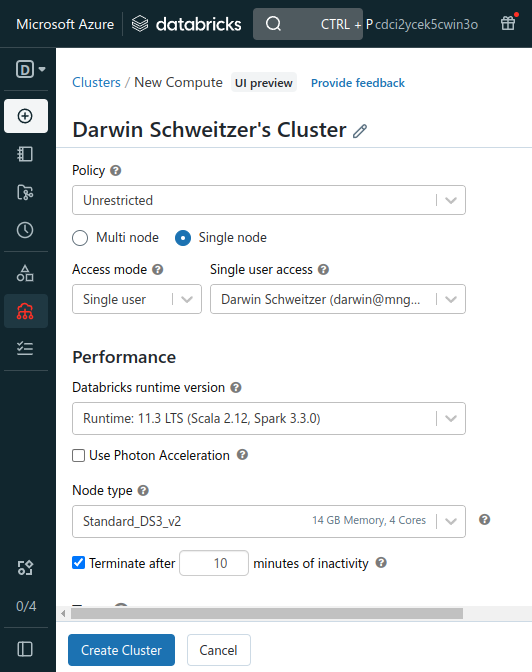 Microsoft Azure databricks CTRL + P cdci2ycek5cwin3o
D
Clusters / New Compute UI preview Provide feedback
Darwin Schweitzer's Cluster
Policy ?
Unrestricted
Multi node Single node
Access mode ? Single user access ?
Single user Darwin Schweitzer (darwin@mng...
Performance
Databricks runtime version ?
Runtime: 11.3 LTS (Scala 2.12, Spark 3.3.0)
Use Photon Acceleration ?
Node type ?
Standard_DS3_v2 14 GB Memory, 4 Cores ?
Terminate after 10 minutes of inactivity ?
0/4
Create Cluster Cancel